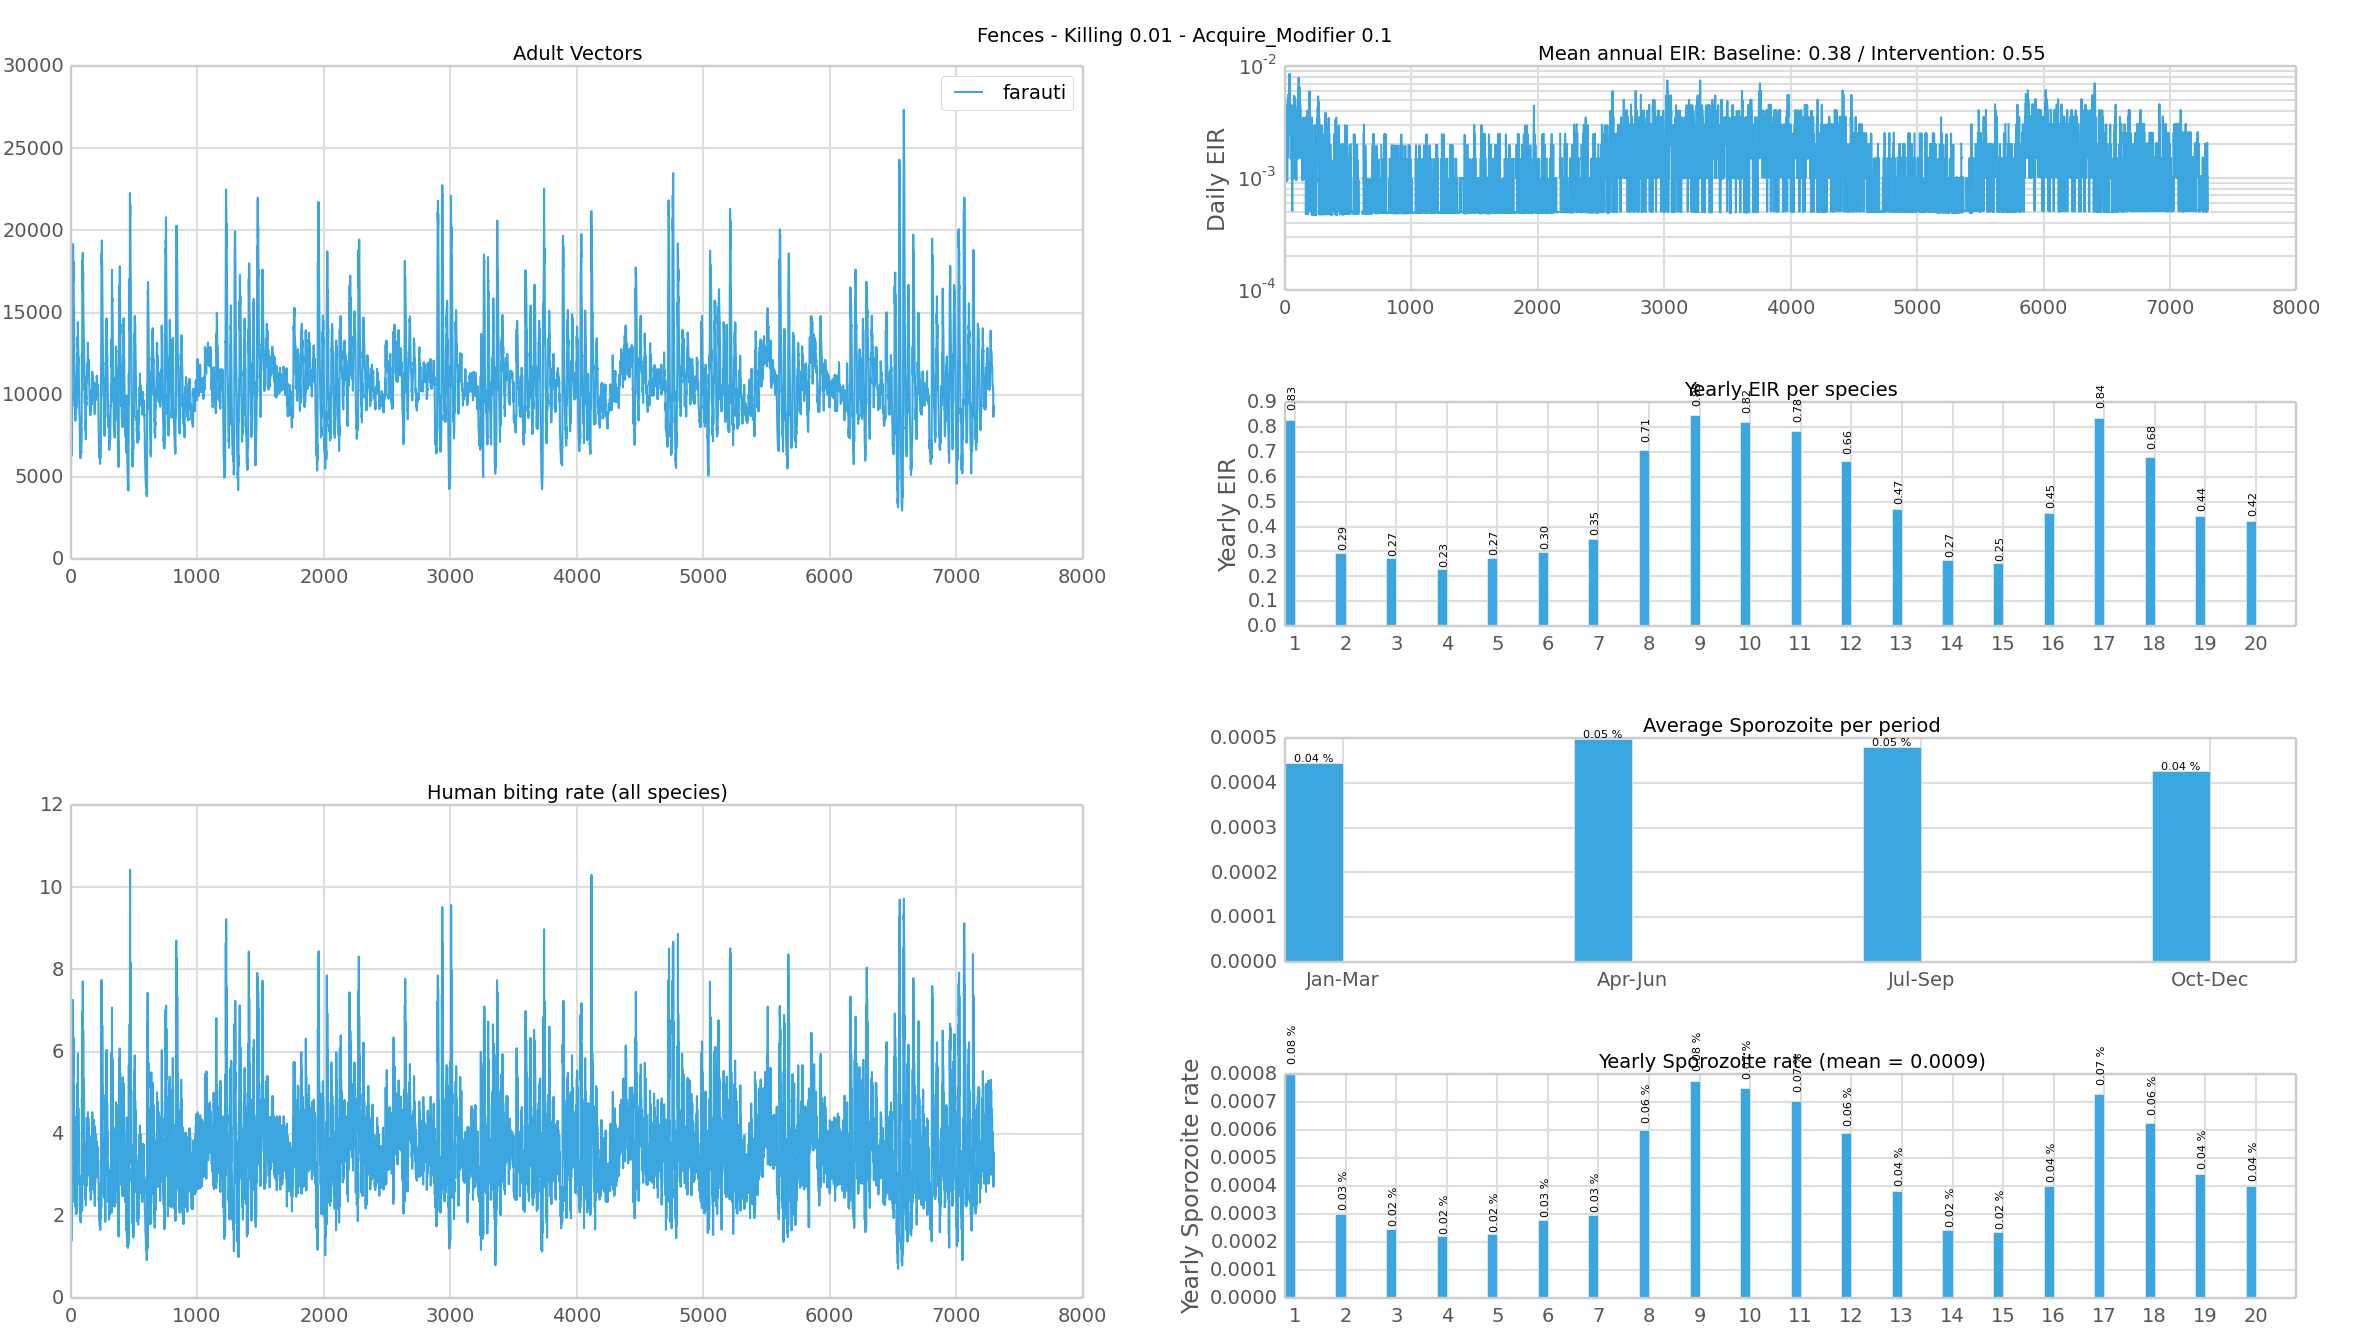 Fences - Killing 0.01 - Acquire_Modifier 0.1
Adult Vectors
30000
25000
20000
15000
10000
5000
0
farauti
0 1000 2000 3000 4000 5000 6000 7000 8000
Mean annual EIR: Baseline: 0.38 / Intervention: 0.55
Daily EIR
10-2
10-3
10-4
0 1000 2000 3000 4000 5000 6000 7000 8000
Yearly EIR per species
Yearly EIR
0.9
0.8
0.7
0.6
0.5
0.4
0.3
0.2
0.1
0.0
0.83 0.29 0.27 0.23 0.27 0.30 0.35 0.71 0.82 0.78 0.66 0.47 0.27 0.25 0.45 0.84 0.68 0.44 0.42
1 2 3 4 5 6 7 8 9 10 11 12 13 14 15 16 17 18 19 20
Average Sporozoite per period
0.0005
0.0004
0.0003
0.0002
0.0001
0.0000
0.04 % 0.05 % 0.05 % 0.04 %
Jan-Mar Apr-Jun Jul-Sep Oct-Dec
Human biting rate (all species)
12
10
8
6
4
2
0
0 1000 2000 3000 4000 5000 6000 7000 8000
Yearly Sporozoite rate (mean = 0.0009)
Yearly Sporozoite rate
0.0008
0.0007
0.0006
0.0005
0.0004
0.0003
0.0002
0.0001
0.0000
0.08 % 0.03 % 0.02 % 0.02 % 0.02 % 0.03 % 0.03 % 0.06 % 0.08 % 0.07 % 0.07 % 0.06 % 0.04 % 0.02 % 0.02 % 0.04 % 0.07 % 0.06 % 0.04 % 0.04 %
1 2 3 4 5 6 7 8 9 10 11 12 13 14 15 16 17 18 19 20